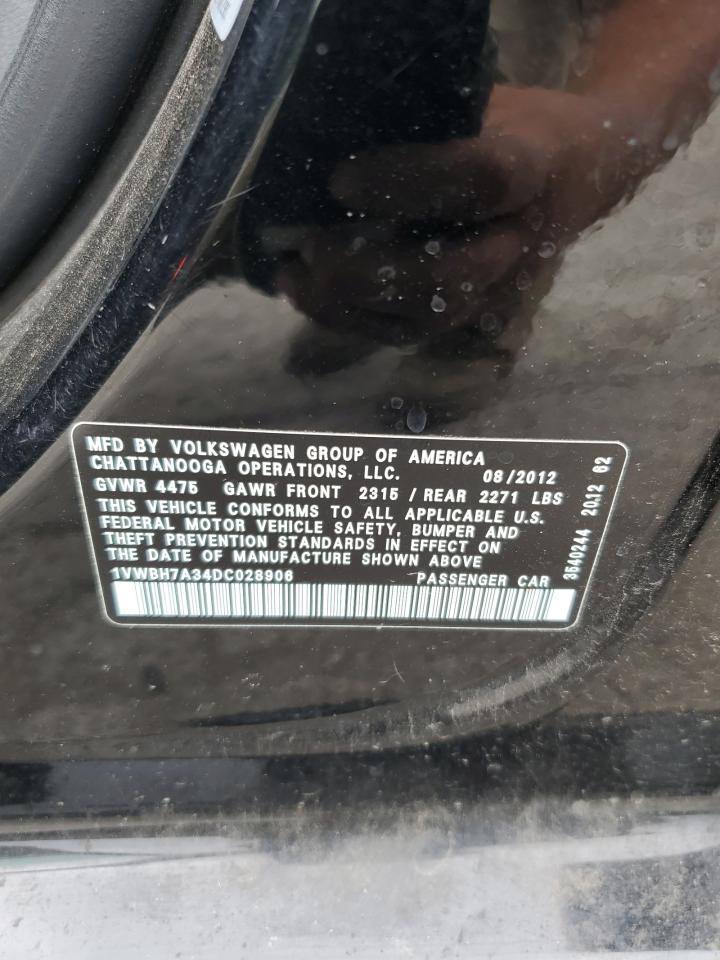 MFD BY VOLKSWAGEN GROUP OF AMERICA
CHATTANOOGA OPERATIONS, LLC. 08/2012
GVWR 4475 GAWR FRONT 2315 / REAR 2271 LBS
THIS VEHICLE CONFORMS TO ALL APPLICABLE U.S.
FEDERAL MOTOR VEHICLE SAFETY, BUMPER AND
THEFT PREVENTION STANDARDS IN EFFECT ON
THE DATE OF MANUFACTURE SHOWN ABOVE
1VWBH7A34DC028906 PASSENGER CAR
3540244 2012 62